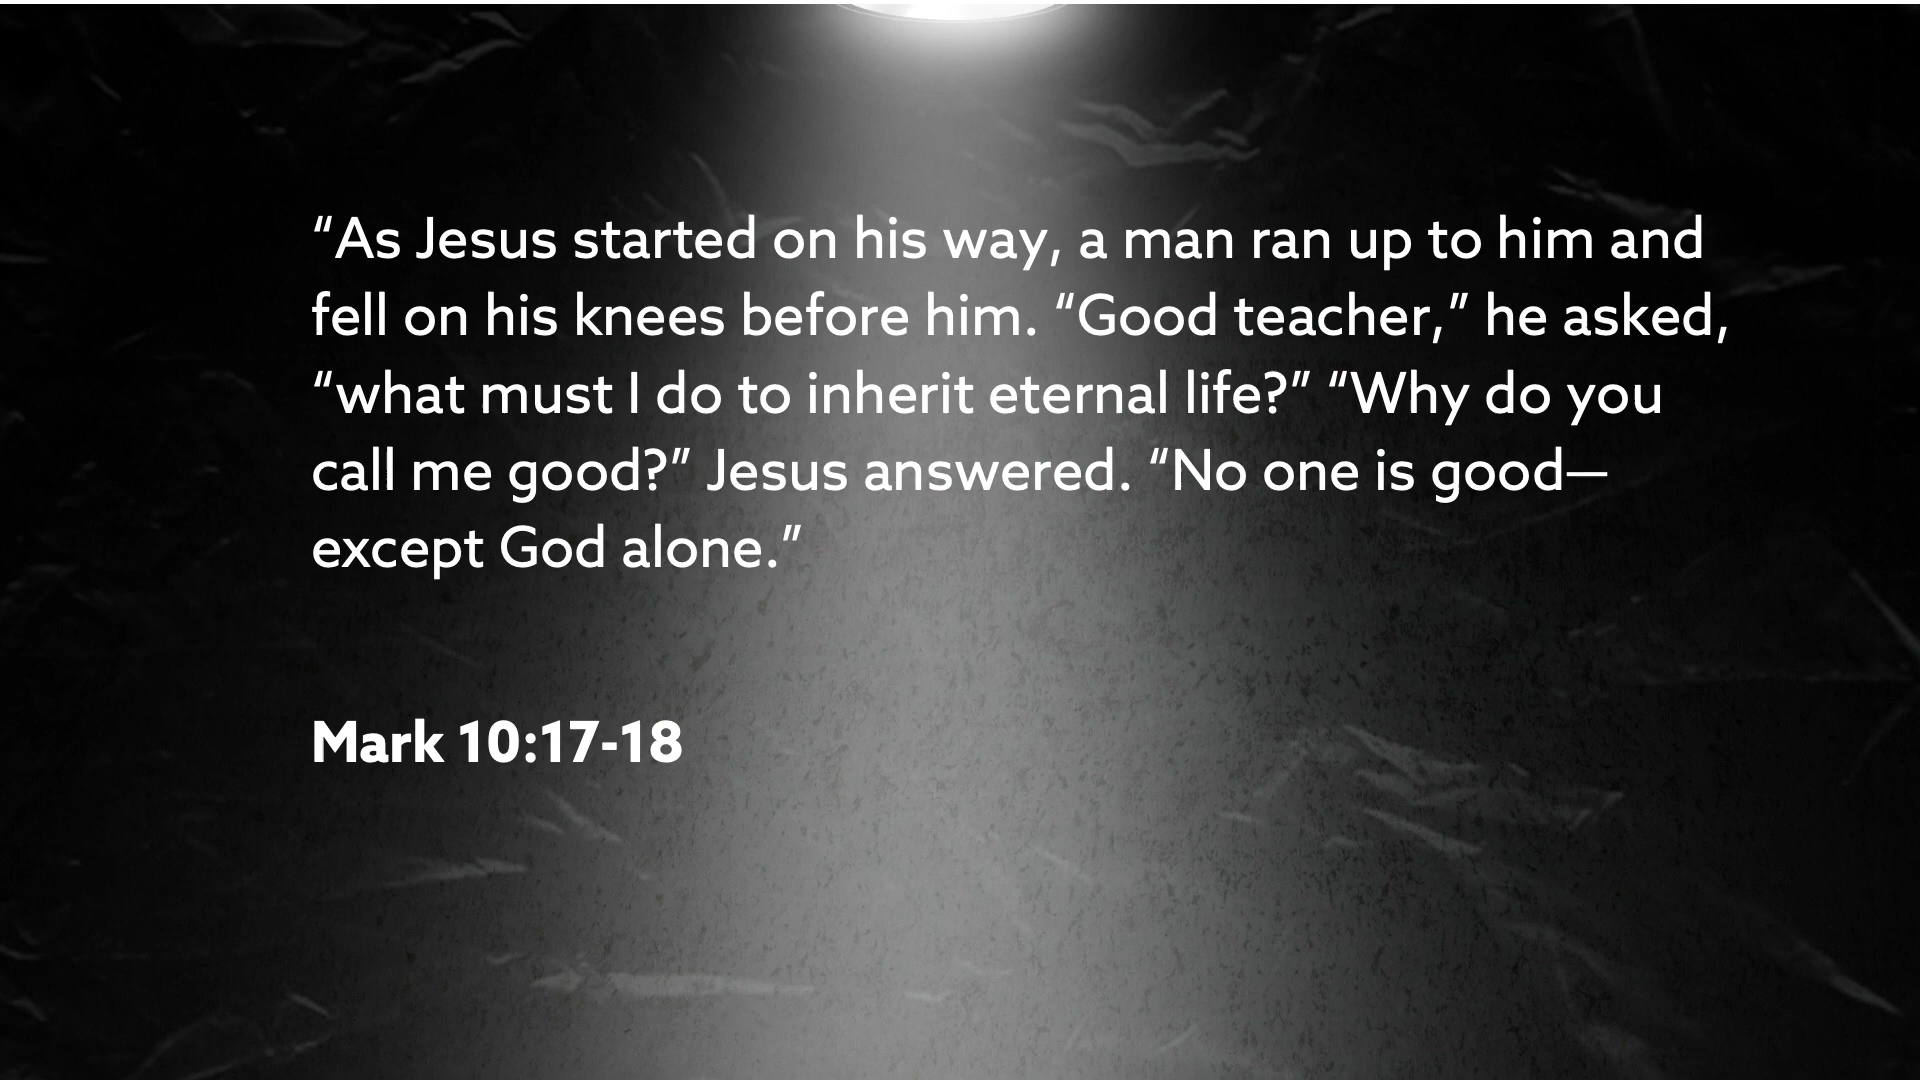 “As Jesus started on his way, a man ran up to him and
fell on his knees before him. “Good teacher,” he asked,
“what must I do to inherit eternal life?” “Why do you
call me good?” Jesus answered. “No one is good—
except God alone.”
Mark 10:17-18